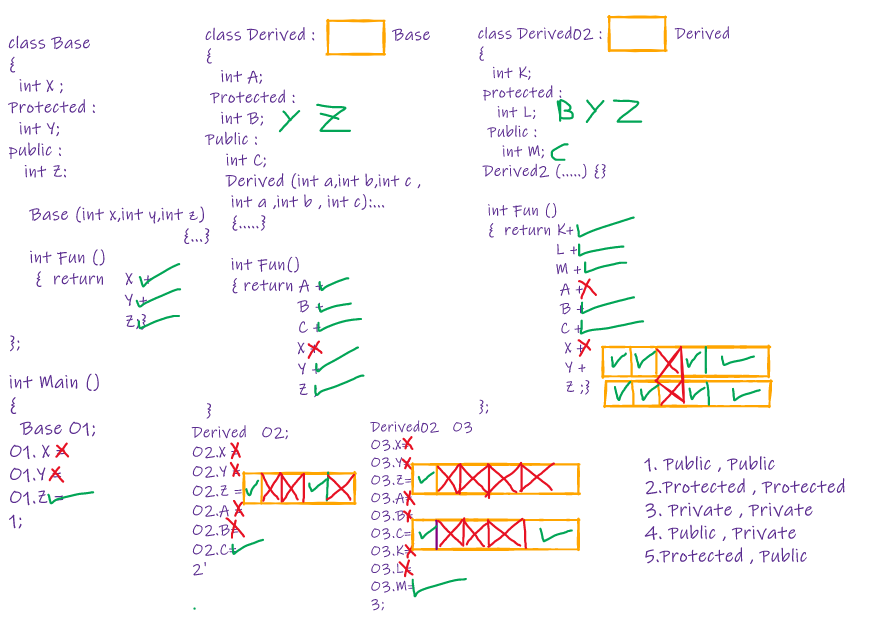 class Base
{
int X ;
Protected :
int Y;
public :
int Z:
Base (int x,int y,int z)
{...}
int Fun ()
{ return X +
Y +
Z;}
};
int Main ()
{
Base O1;
O1. X =
O1.Y =
O1.Z =
1;
class Derived : Base
{
int A;
Protected :
int B; Y Z
Public :
int C;
Derived (int a,int b,int c ,
int a ,int b , int c):...
{.....}
int Fun()
{ return A +
B +
C +
X +
Y +
Z
}
Derived O2;
O2.X =
O2.Y =
O2.Z =
O2.A =
O2.B=
O2.C=
2'
class Derived02 : Derived
{
int K;
protected :
int L; B Y Z
Public :
int M; C
Derived2 (.....) {}
int Fun ()
{ return K+
L +
M +
A +
B +
C +
X +
Y +
Z ;}
};
Derived02 O3
O3.X=
O3.Y=
O3.Z=
O3.A=
O3.B=
O3.C=
O3.K=
O3.L=
O3.M=
3;
1. Public , Public
2.Protected , Protected
3. Private , Private
4. Public , Private
5.Protected , Public